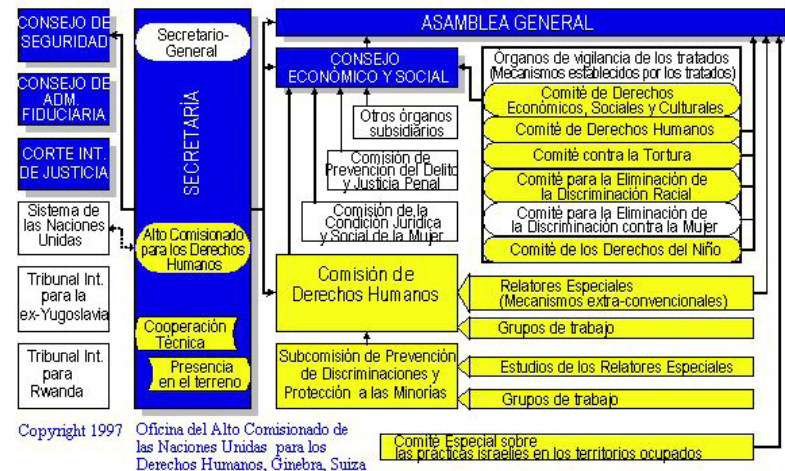 CONSEJO DE
SEGURIDAD
CONSEJO DE
ADM.
FIDUCIARIA
CORTE INT.
DE JUSTICIA
Sistema de
las Naciones
Unidas
Tribunal Int.
para la
ex-Yugoslavia
Tribunal Int.
para
Rwanda
Secretario-
General
SECRETARÍA
Alto Comisionado
para los Derechos
Humanos
Cooperación
Técnica
Presencia
en el terreno
ASAMBLEA GENERAL
CONSEJO
ECONÓMICO Y SOCIAL
Otros órganos
subsidiários
Comisión de
Prevención del Delito
y Justicia Penal
Comisión de la
Condición Jurídica
y Social de la Mujer
Comisión de
Derechos Humanos
Subcomisión de Prevención
de Discriminaciones y
Protección a las Minorías
Órganos de vigilancia de los tratados
(Mecanismos establecidos por los tratados)
Comité de Derechos
Económicos, Sociales y Culturales
Comité de Derechos Humanos
Comité contra la Tortura
Comité para la Eliminación de
la Discriminación Racial
Comité para la Eliminación de
la Discriminación contra la Mujer
Comité de los Derechos del Niño
Relatores Especiales
(Mecanismos extra-convencionales)
Grupos de trabajo
Estudios de los Relatores Especiales
Grupos de trabajo
Comité Especial sobre
las prácticas israelíes en los territorios ocupados
Copyright 1997
Oficina del Alto Comisionado de
las Naciones Unidas para los
Derechos Humanos, Ginebra, Suiza